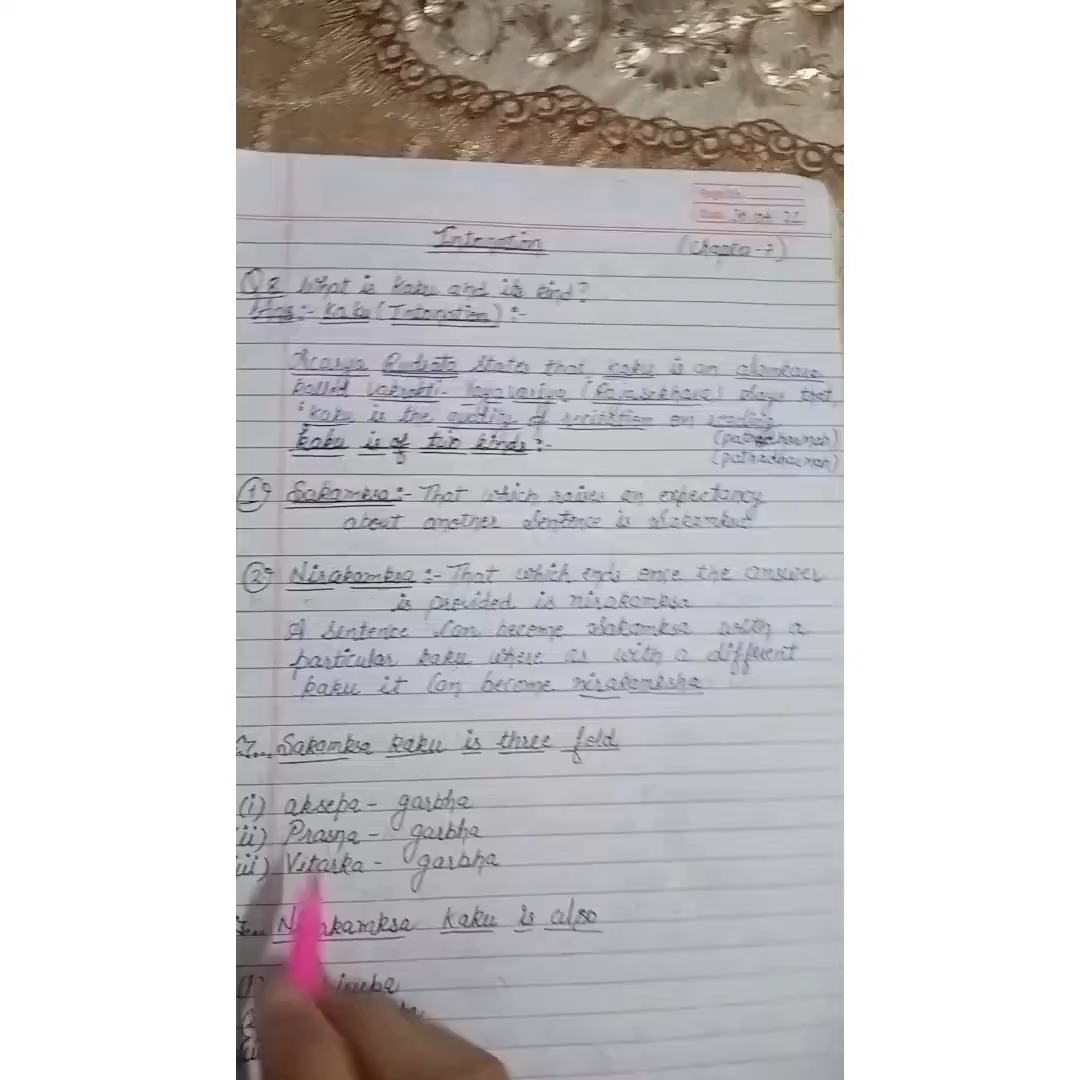 Intonation (Chapter-7)
Q8 What is Kaku and its kind?
Ans:- Kaku (Intonation) :-
Acarya Rudrata states that, kaku is an alamkara
called Vakrokti. Yayavariya (Rajasekhara) that,
"kaku is the quality of recitation or reading
kaku is of two kinds:-
(1) Sakamksa:- That which raises an expectancy
about another sentence is Sakamksa
(2) Nirakamksa :- That which ends once the answer
is provided is nirakamksa
A sentence can become Sakamksa with a
particular kaku where as with a different
kaku it can become nirakamksha
Sakamksa kaku is three fold
(i) aksepa - garbha
(ii) Prasna - garbha
(iii) Vitarka - garbha
kaku is also